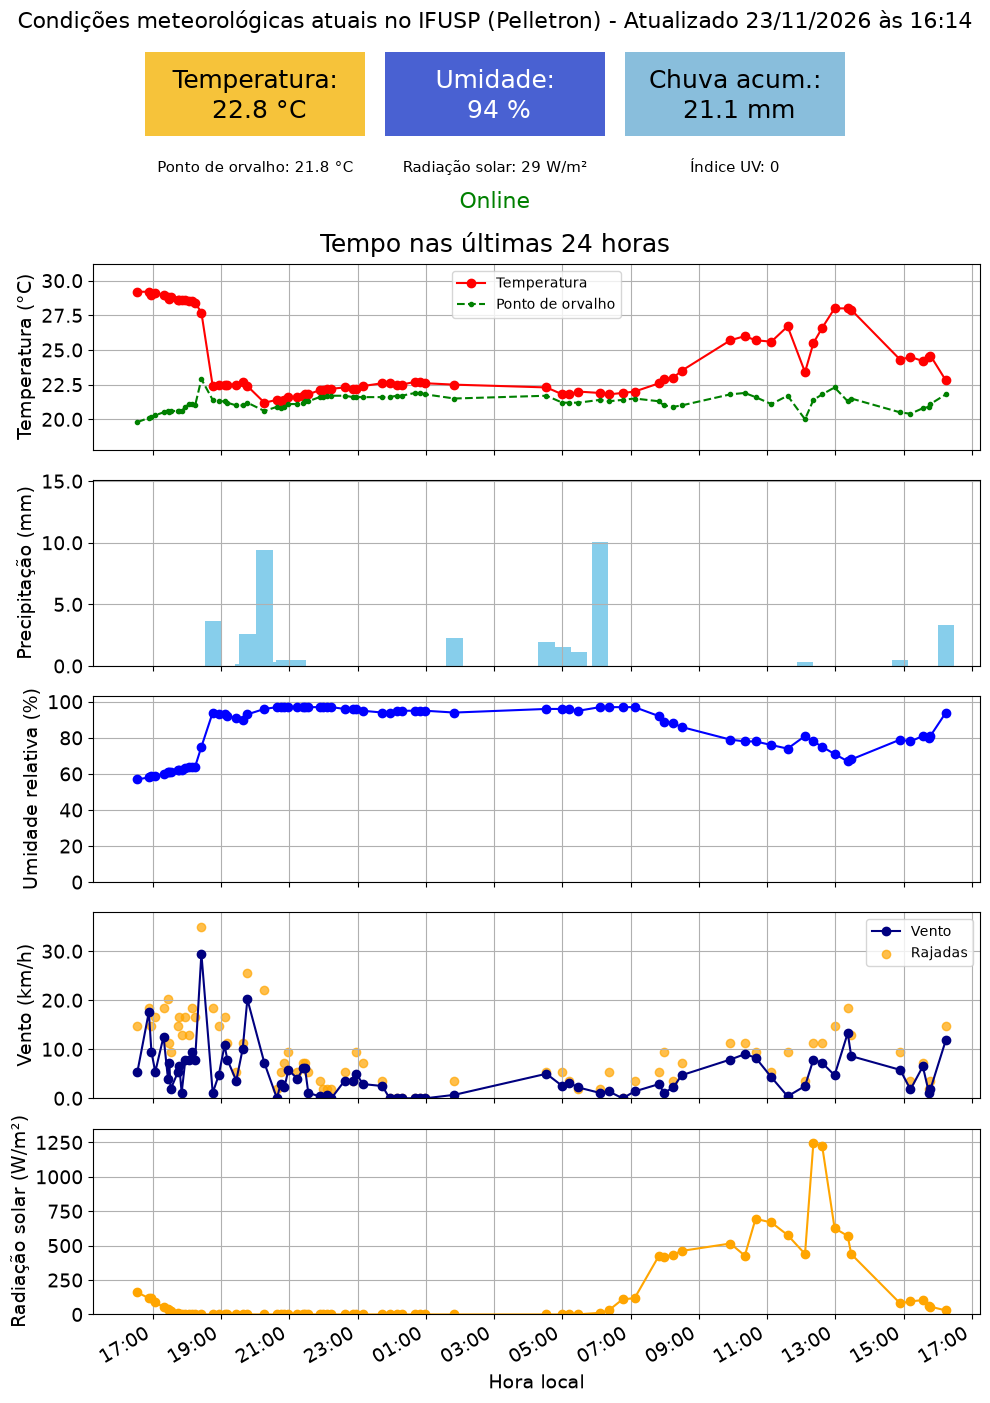 Condições meteorológicas atuais no IFUSP (Pelletron) - Atualizado 23/11/2026 às 16:14
Temperatura:
22.8 °C
Umidade:
94 %
Chuva acum.:
21.1 mm
Ponto de orvalho: 21.8 °C
Radiação solar: 29 W/m²
Índice UV: 0
Online
Tempo nas últimas 24 horas
Temperatura (°C)
30.0
27.5
25.0
22.5
20.0
Temperatura
Ponto de orvalho
Precipitação (mm)
15.0
10.0
5.0
0.0
Umidade relativa (%)
100
80
60
40
20
0
Vento (km/h)
30.0
20.0
10.0
0.0
Vento
Rajadas
Radiação solar (W/m²)
1250
1000
750
500
250
0
17:00
19:00
21:00
23:00
01:00
03:00
05:00
07:00
09:00
11:00
13:00
15:00
17:00
Hora local